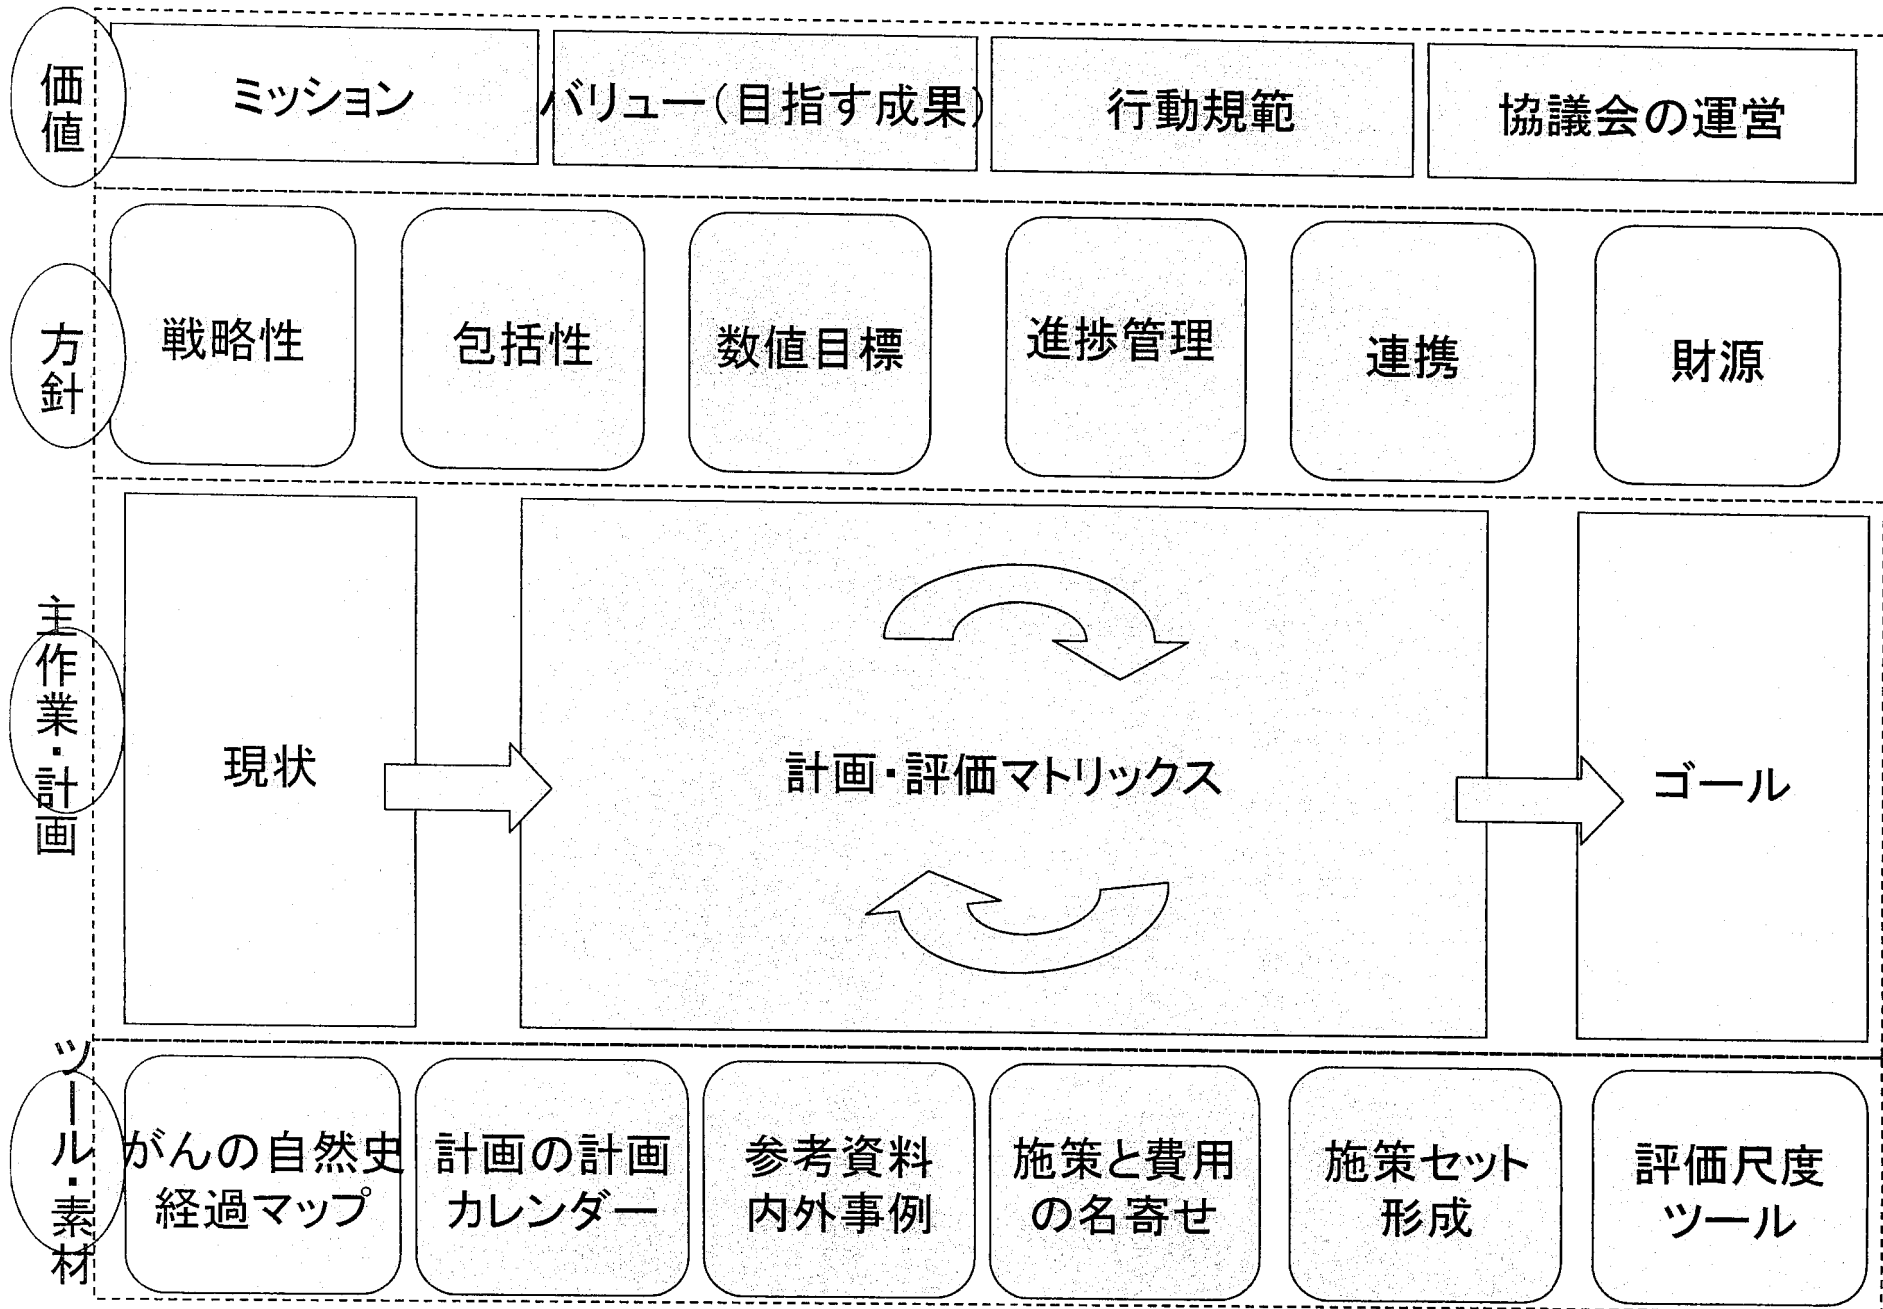 価値
ミッション
バリュー(目指す成果)
行動規範
協議会の運営
方針
戦略性
包括性
数値目標
進捗管理
連携
財源
主作業・計画
現状
計画・評価マトリックス
ゴール
ツール・素材
がんの自然史
経過マップ
計画の計画
カレンダー
参考資料
内外事例
施策と費用
の名寄せ
施策セット
形成
評価尺度
ツール